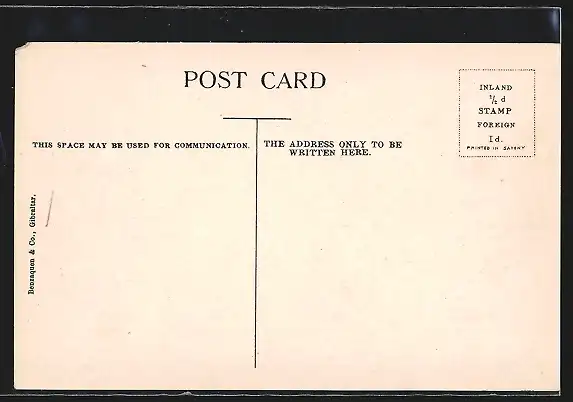 POST CARD
INLAND
½ d
STAMP
FOREIGN
1d.
PRINTED IN SAXONY
THIS SPACE MAY BE USED FOR COMMUNICATION.
THE ADDRESS ONLY TO BE
WRITTEN HERE.
Benzaquen & Co., Gibraltar.